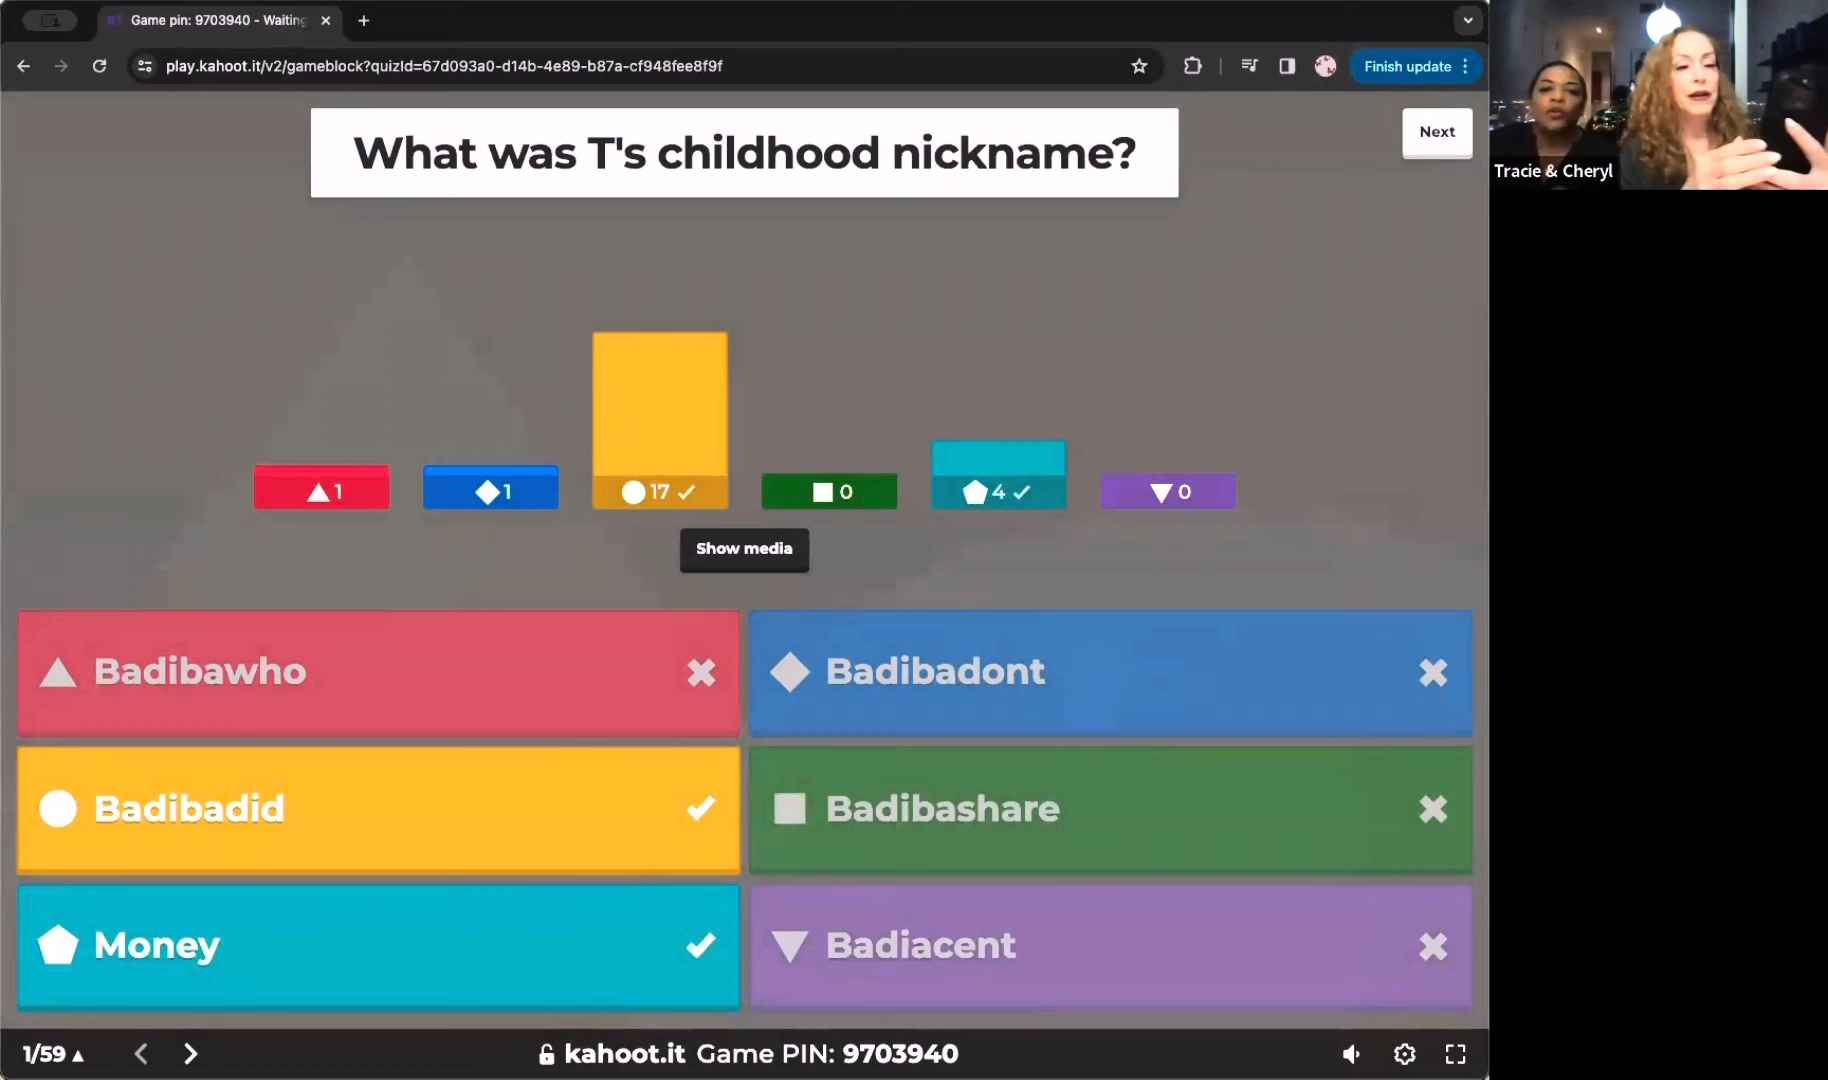 Game pin: 9703940 - Waiting
play.kahoot.it/v2/gameblock?quizId=67d093a0-d14b-4e89-b87a-cf948fee8f9f
Finish update
What was T's childhood nickname?
Next
Tracie & Cheryl
1
1
17
0
4
0
Show media
Badibawho
Badibadont
Badibadid
Badibashare
Money
Badiacent
1/59
kahoot.it Game PIN: 9703940